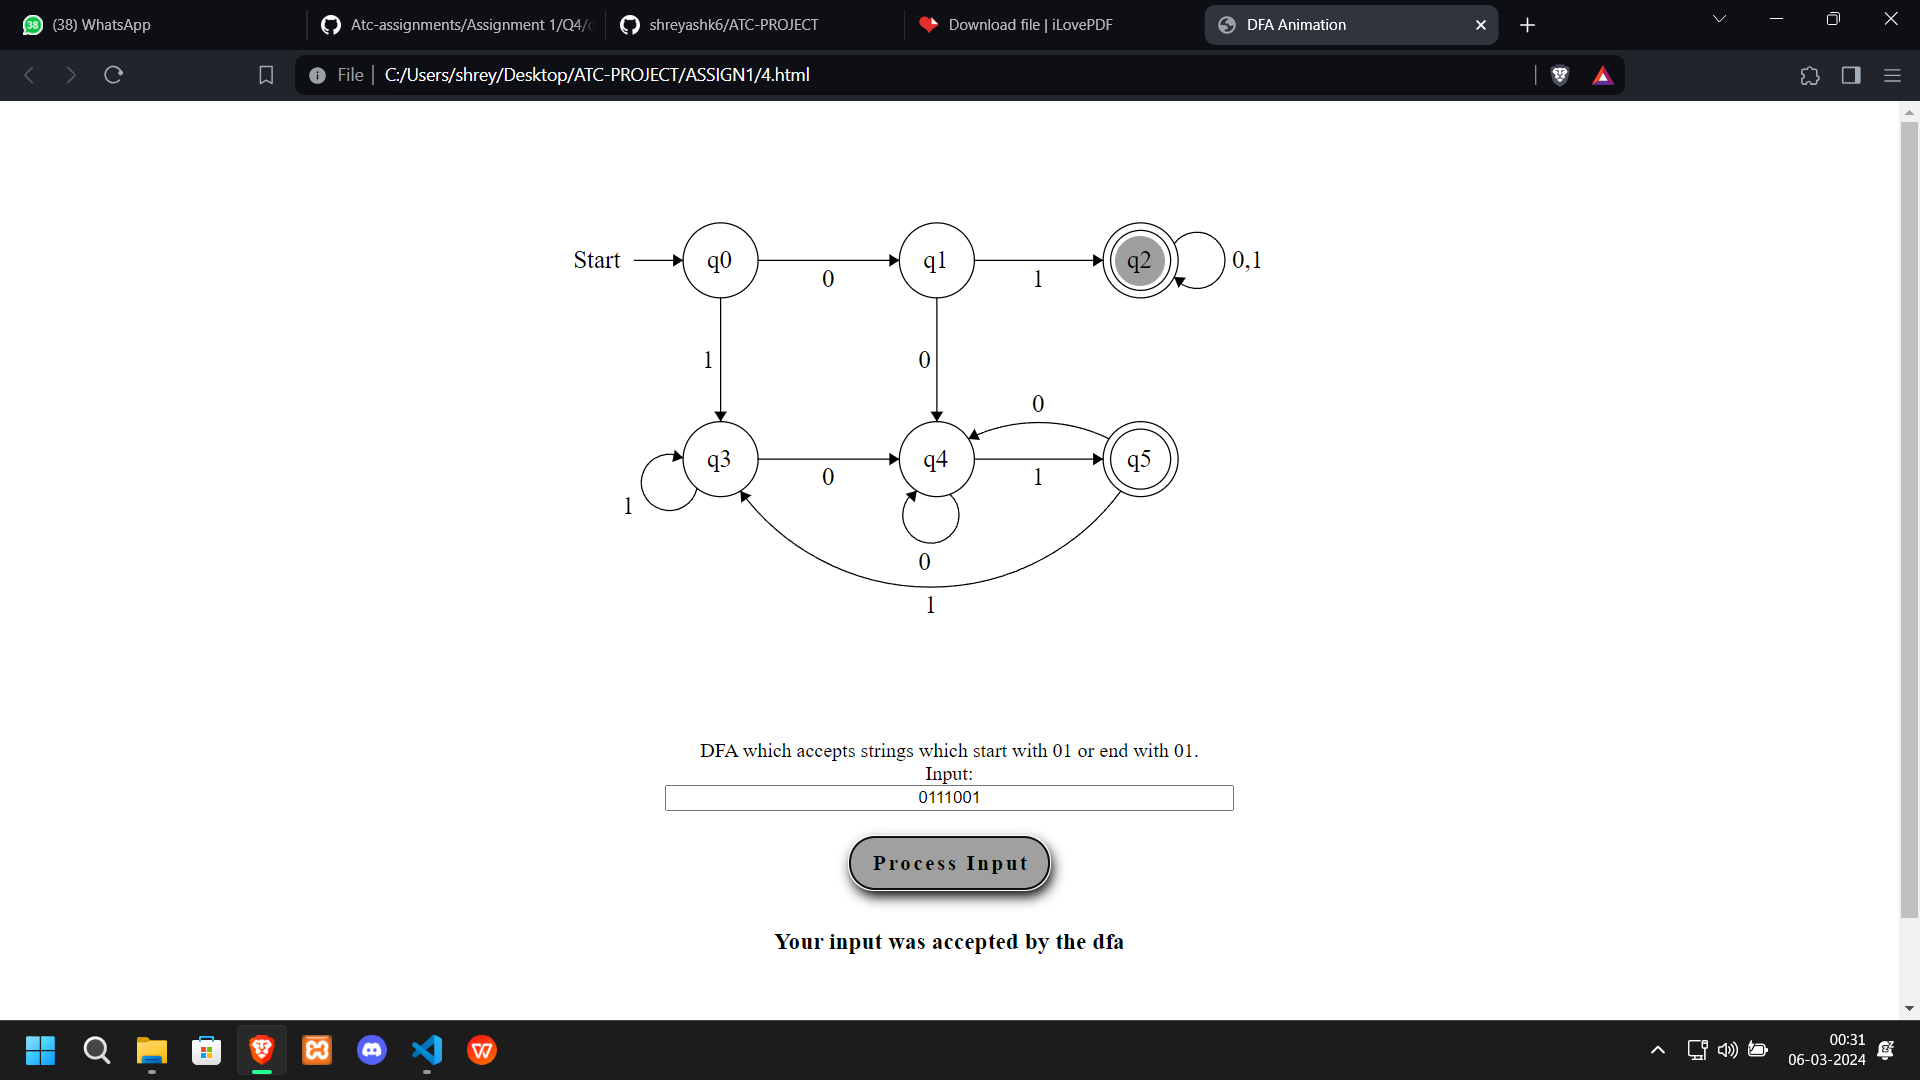 (38) WhatsApp
Atc-assignments/Assignment 1/Q4/
shreyashk6/ATC-PROJECT
Download file | iLovePDF
DFA Animation
File
C:/Users/shrey/Desktop/ATC-PROJECT/ASSIGN1/4.html
Start
q0
0
q1
1
q2
0,1
1
0
0
q3
0
q4
1
q5
1
0
1
DFA which accepts strings which start with 01 or end with 01.
Input:
0111001
Process Input
Your input was accepted by the dfa
00:31
06-03-2024